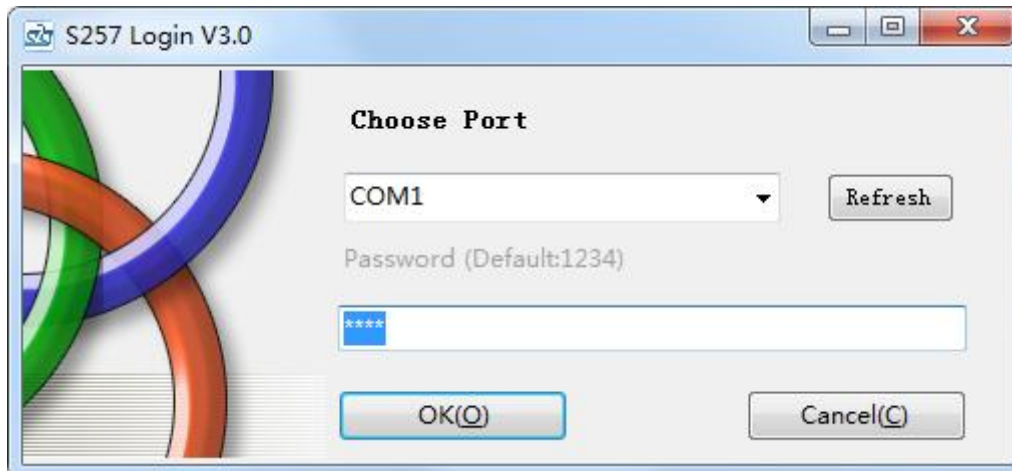 S257 Login V3.0
Choose Port
COM1
Refresh
Password (Default:1234)
****
OK(O)
Cancel(C)